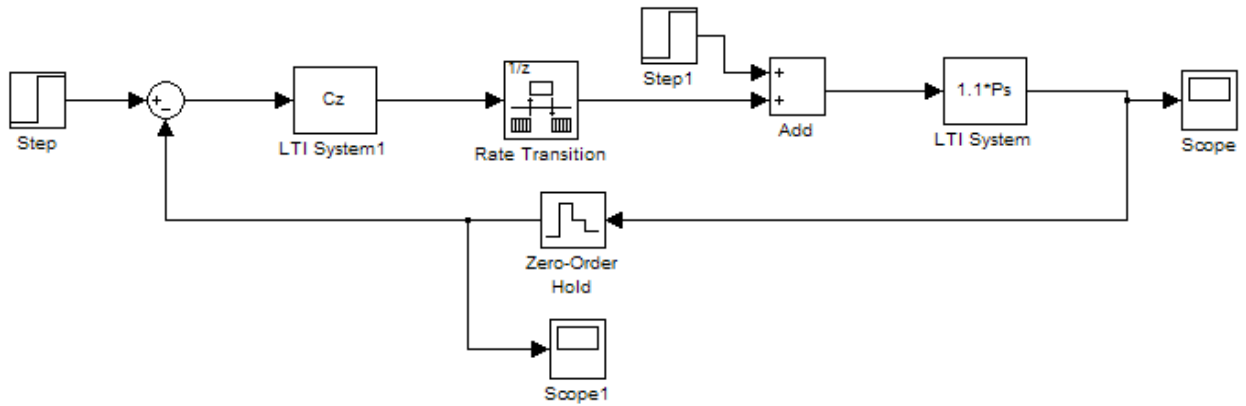 Step
+
−
Cz
LTI System1
1/z
Rate Transition
Step1
+
+
Add
1.1*Ps
LTI System
Scope
Zero-Order
Hold
Scope1